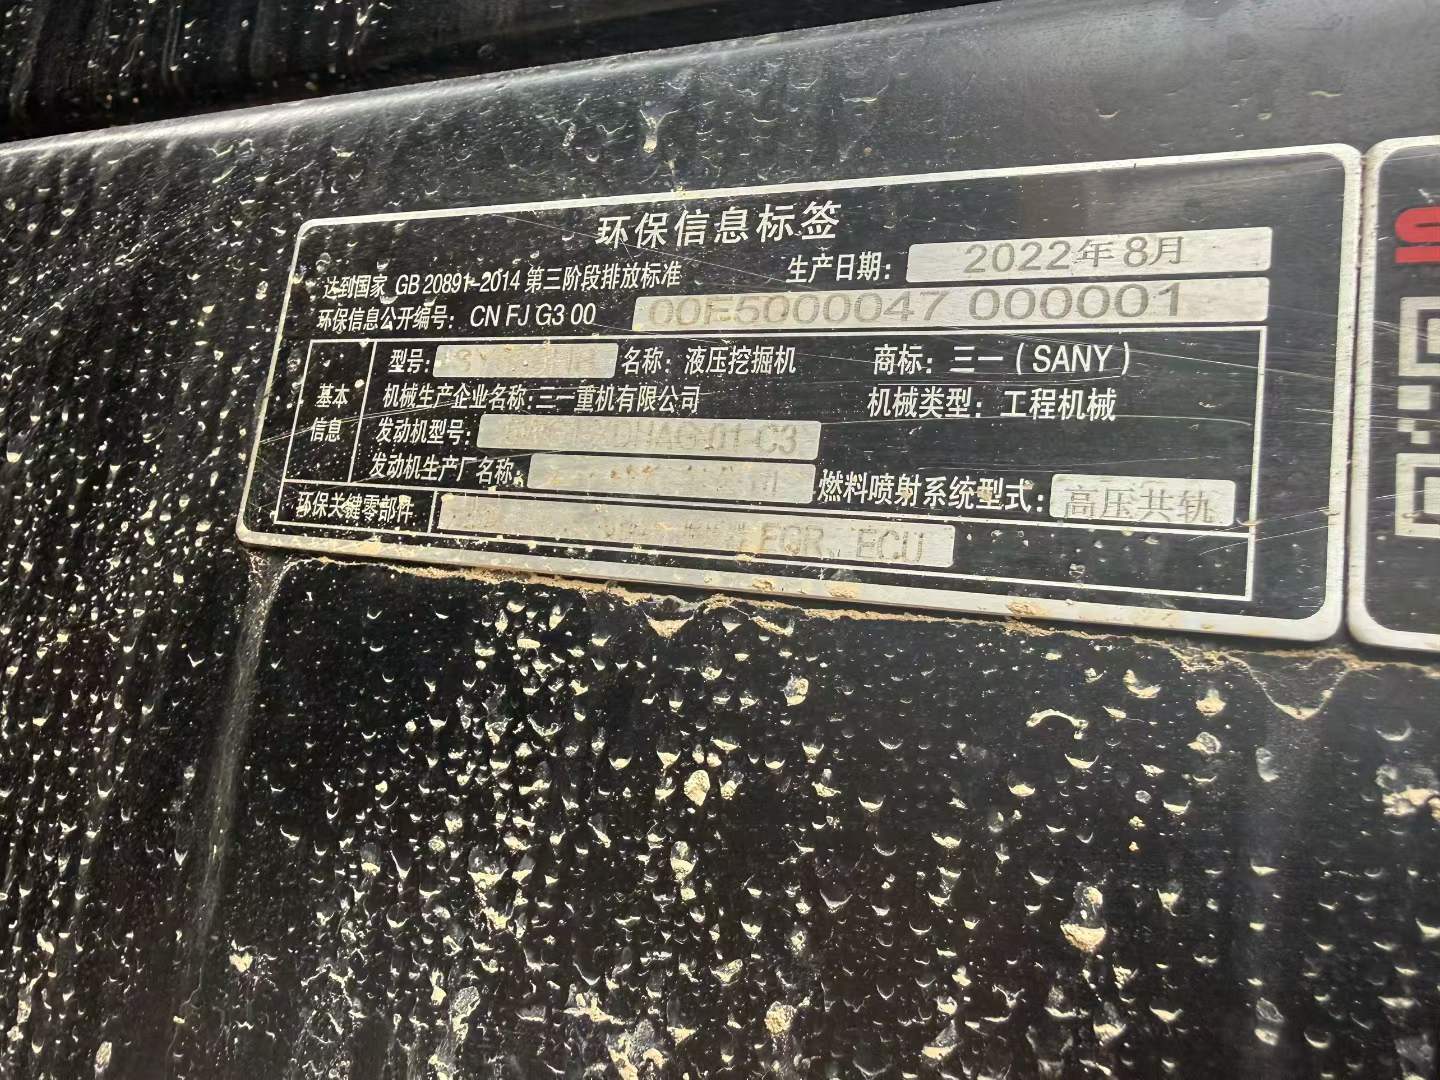 环保信息标签
达到国家 GB 20891-2014 第三阶段排放标准
生产日期: 2022年8月
环保信息公开编号: CN FJ G3 00 00E5000047 000001
基本信息
型号: 名称: 液压挖掘机 商标: 三一(SANY)
机械生产企业名称:三一重机有限公司 机械类型: 工程机械
发动机型号: DHAG-01-C3
发动机生产厂名称: 燃料喷射系统型式: 高压共轨
环保关键零部件 EGR、ECU
S